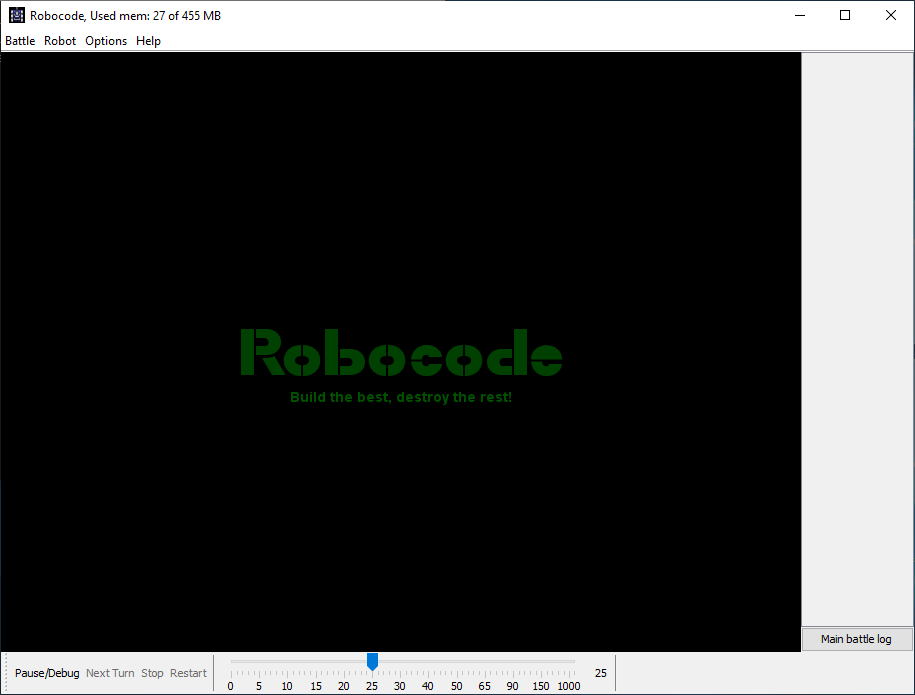 Robocode, Used mem: 27 of 455 MB
Battle Robot Options Help
Robocode
Build the best, destroy the rest!
Main battle log
Pause/Debug Next Turn Stop Restart
25
0 5 10 15 20 25 30 40 50 65 90 150 1000